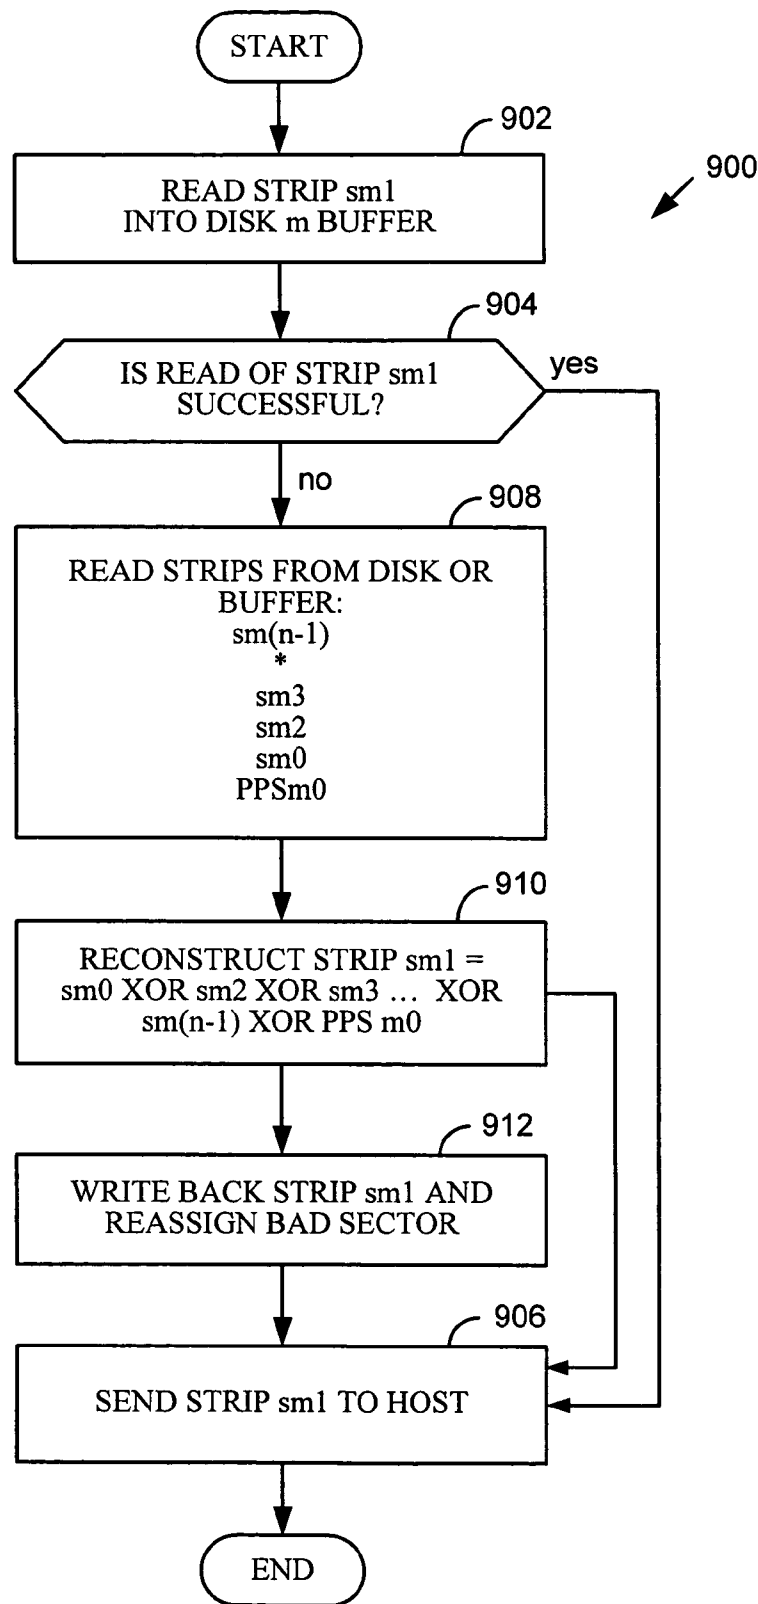 START
902
900
READ STRIP sm1
INTO DISK m BUFFER
904
IS READ OF STRIP sm1
SUCCESSFUL?
yes
no
908
READ STRIPS FROM DISK OR
BUFFER:
sm(n-1)
*
sm3
sm2
sm0
PPSm0
910
RECONSTRUCT STRIP sm1 =
sm0 XOR sm2 XOR sm3 ... XOR
sm(n-1) XOR PPS m0
912
WRITE BACK STRIP sm1 AND
REASSIGN BAD SECTOR
906
SEND STRIP sm1 TO HOST
END